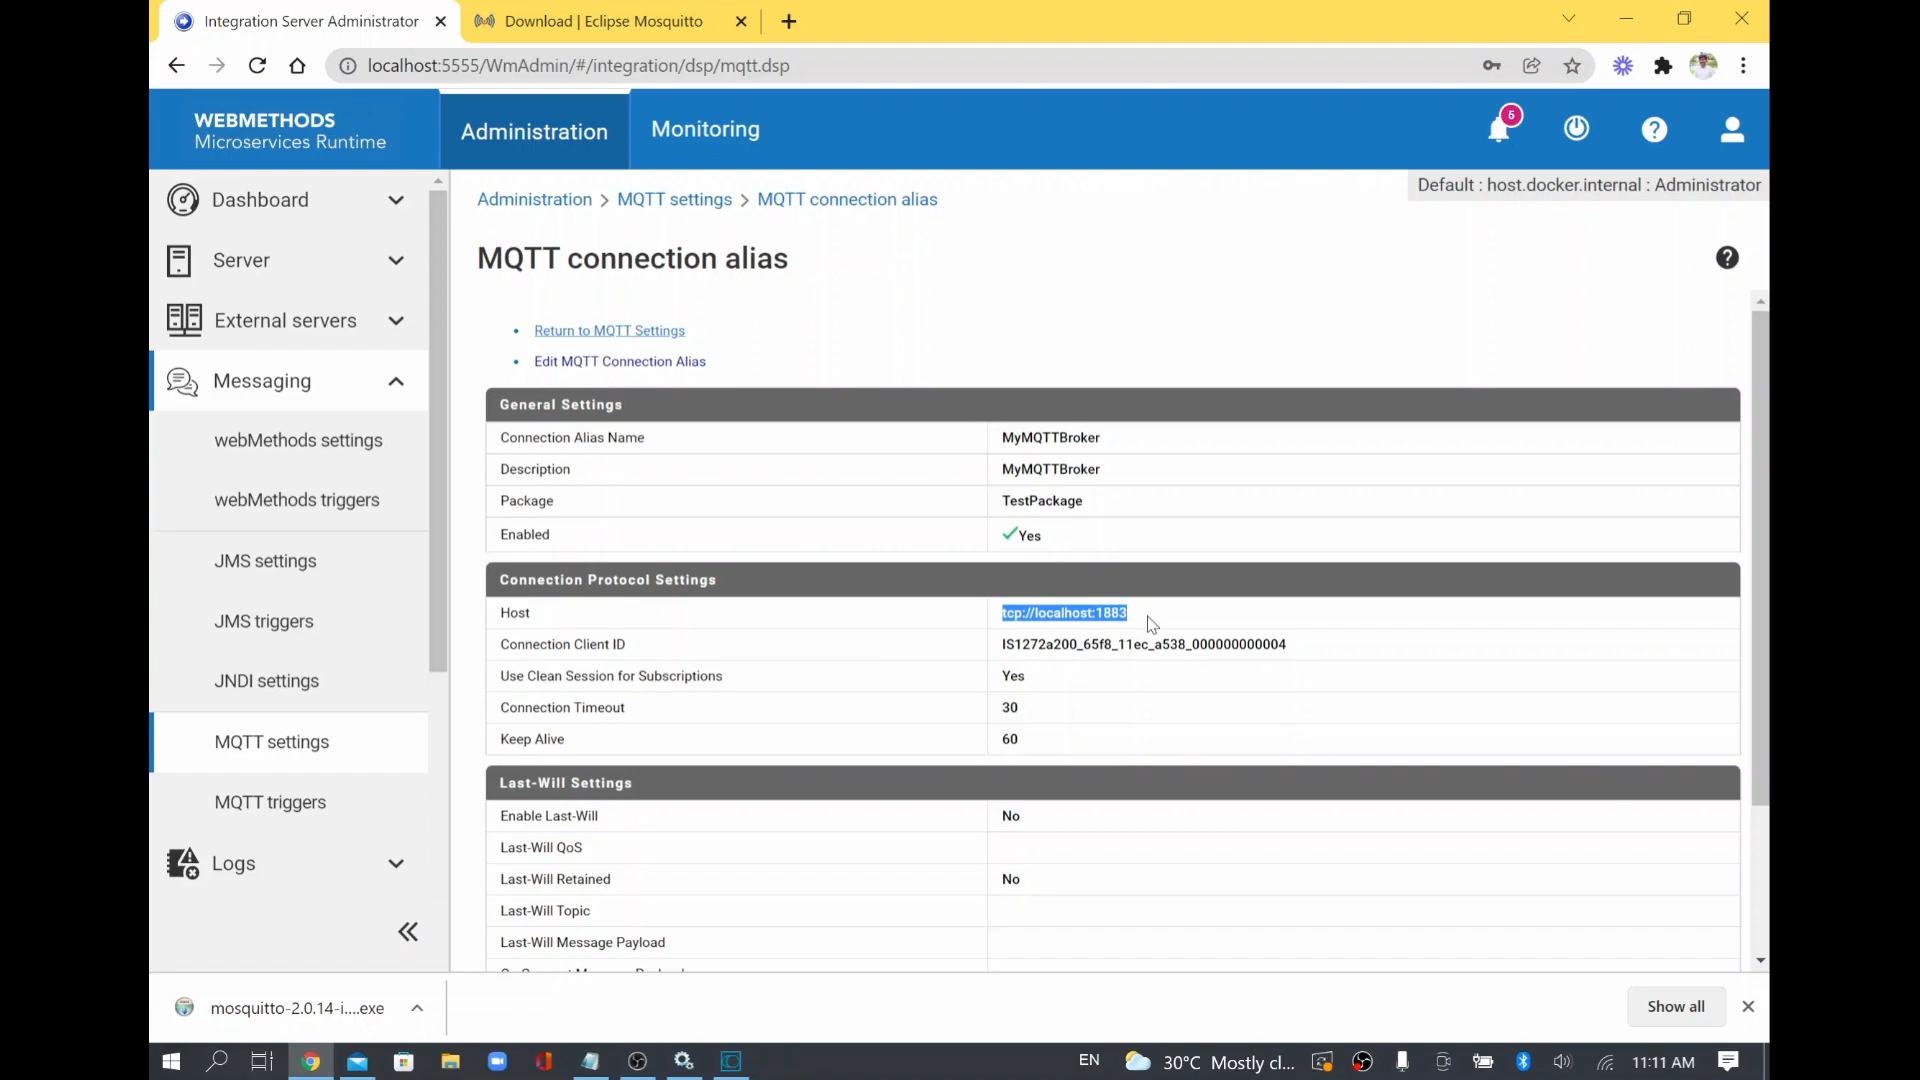 Integration Server Administrator
Download | Eclipse Mosquitto
localhost:5555/WmAdmin/#/integration/dsp/mqtt.dsp
WEBMETHODS
Microservices Runtime
Administration
Monitoring
5
Default : host.docker.internal : Administrator
Dashboard
Server
External servers
Messaging
webMethods settings
webMethods triggers
JMS settings
JMS triggers
JNDI settings
MQTT settings
MQTT triggers
Logs
Administration > MQTT settings > MQTT connection alias
MQTT connection alias
• Return to MQTT Settings
• Edit MQTT Connection Alias
General Settings
Connection Alias Name MyMQTTBroker
Description MyMQTTBroker
Package TestPackage
Enabled Yes
Connection Protocol Settings
Host tcp://localhost:1883
Connection Client ID IS1272a200_65f8_11ec_a538_000000000004
Use Clean Session for Subscriptions Yes
Connection Timeout 30
Keep Alive 60
Last-Will Settings
Enable Last-Will No
Last-Will QoS
Last-Will Retained No
Last-Will Topic
Last-Will Message Payload
mosquitto-2.0.14-i....exe
Show all
EN
30°C Mostly cl...
11:11 AM